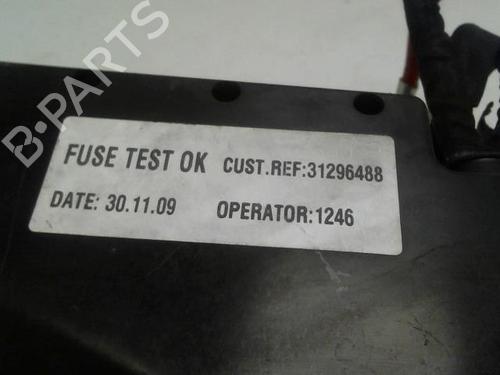 B-PARTS
FUSE TEST OK CUST.REF:31296488
DATE: 30.11.09 OPERATOR:1246